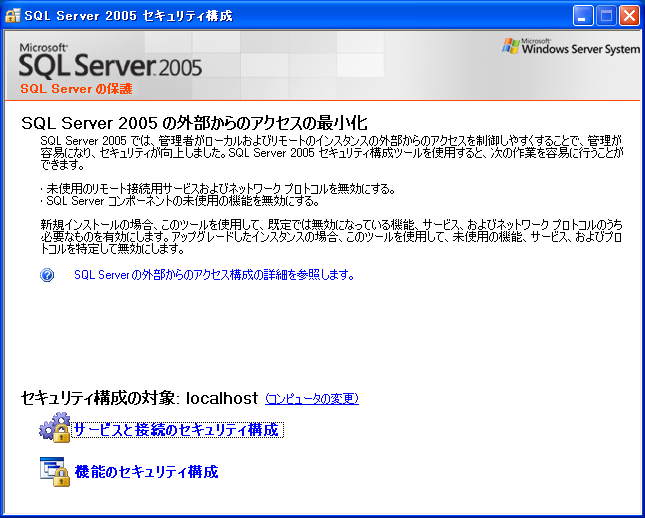 SQL Server 2005 セキュリティ構成
Microsoft
SQL Server 2005
SQL Server の保護
Microsoft
Windows Server System
SQL Server 2005 の外部からのアクセスの最小化
SQL Server 2005 では、管理者がローカルおよびリモートのインスタンスの外部からのアクセスを制御しやすくすることで、管理が
容易になり、セキュリティが向上しました。SQL Server 2005 セキュリティ構成ツールを使用すると、次の作業を容易に行うことが
できます。
· 未使用のリモート接続用サービスおよびネットワーク プロトコルを無効にする。
· SQL Server コンポーネントの未使用の機能を無効にする。
新規インストールの場合、このツールを使用して、既定では無効になっている機能、サービス、およびネットワーク プロトコルのうち
必要なものを有効にします。アップグレードしたインスタンスの場合、このツールを使用して、未使用の機能、サービス、およびプロ
トコルを特定して無効にします。
SQL Server の外部からのアクセス構成の詳細を参照します。
セキュリティ構成の対象: localhost (コンピュータの変更)
サービスと接続のセキュリティ構成
機能のセキュリティ構成